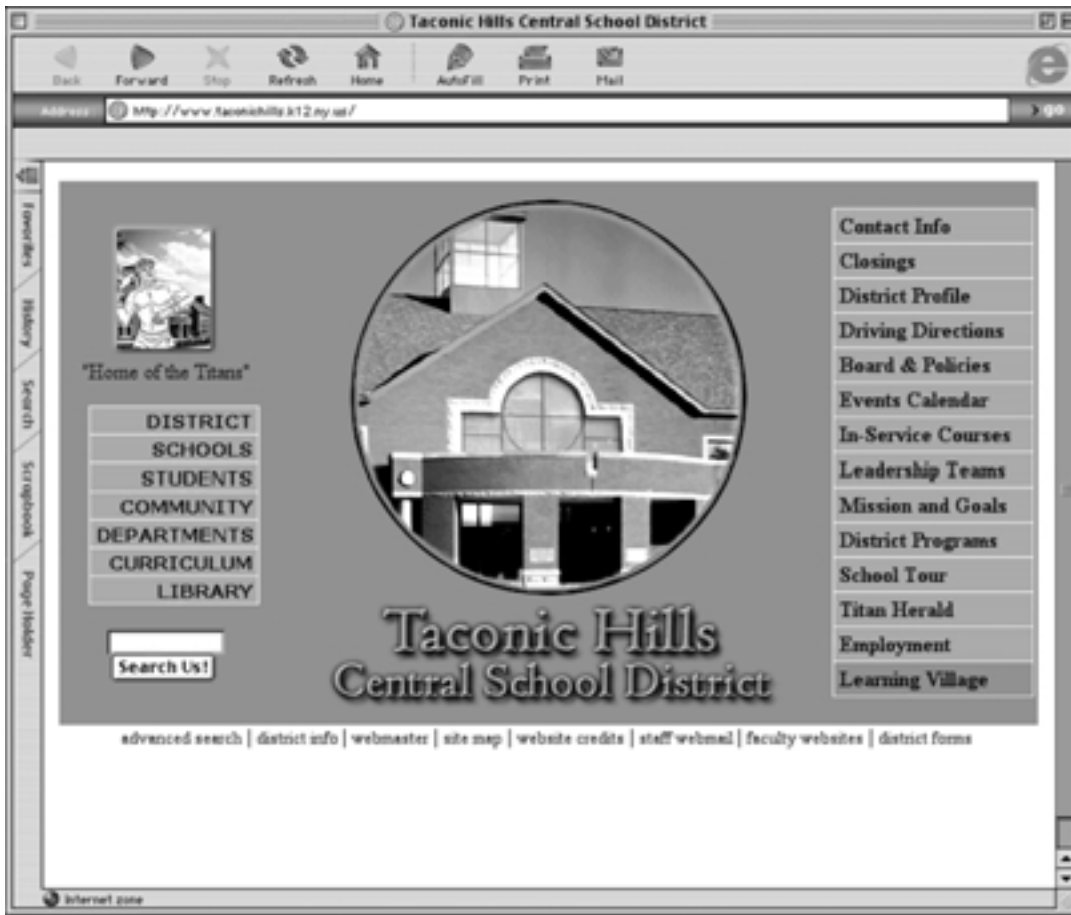 Taconic Hills Central School District
Back Forward Stop Refresh Home AutoFill Print Mail
Address http://www.taconichills.k12.ny.us/ go
Favorites
History
Search
Scrapbook
Page Holder
"Home of the Titans"
DISTRICT
SCHOOLS
STUDENTS
COMMUNITY
DEPARTMENTS
CURRICULUM
LIBRARY
Search Us!
Taconic Hills
Central School District
Contact Info
Closings
District Profile
Driving Directions
Board & Policies
Events Calendar
In-Service Courses
Leadership Teams
Mission and Goals
District Programs
School Tour
Titan Herald
Employment
Learning Village
advanced search | district info | webmaster | site map | website credits | staff webmail | faculty websites | district forms
Internet zone